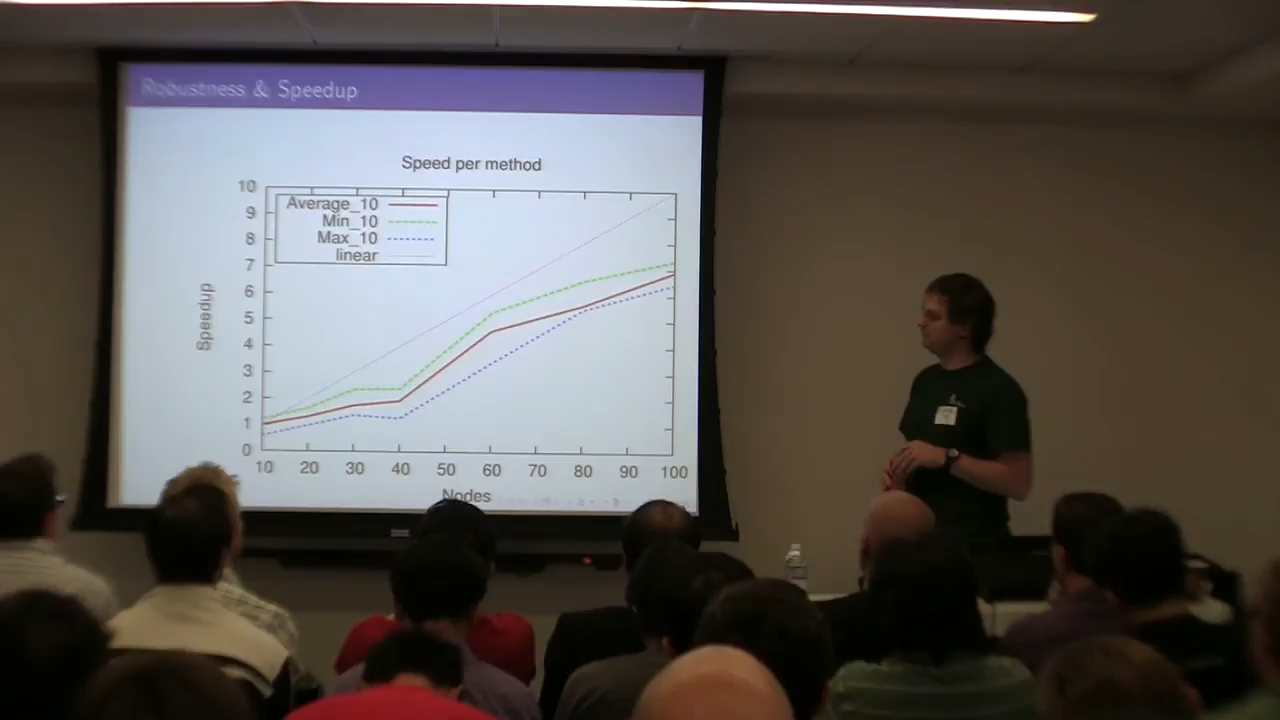 Robustness & Speedup
Speed per method
Average_10
Min_10
Max_10
linear
Speedup
10
9
8
7
6
5
4
3
2
1
0
10 20 30 40 50 60 70 80 90 100
Nodes